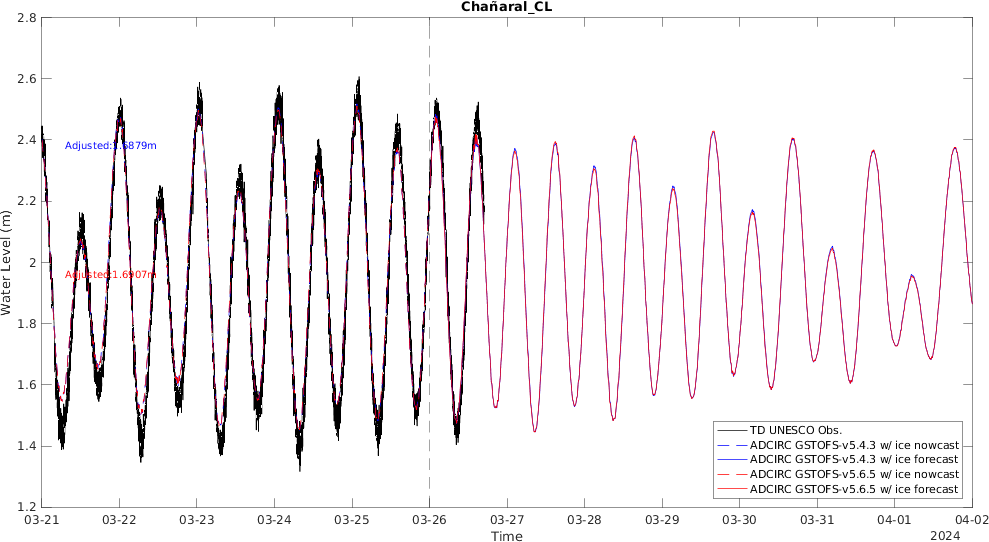 Chañaral_CL
2.8
2.6
2.4
2.2
2
1.8
1.6
1.4
1.2
Water Level (m)
Adjusted:1.6879m
Adjusted:1.6907m
TD UNESCO Obs.
ADCIRC GSTOFS-v5.4.3 w/ ice nowcast
ADCIRC GSTOFS-v5.4.3 w/ ice forecast
ADCIRC GSTOFS-v5.6.5 w/ ice nowcast
ADCIRC GSTOFS-v5.6.5 w/ ice forecast
03-21 03-22 03-23 03-24 03-25 03-26 03-27 03-28 03-29 03-30 03-31 04-01 04-02
Time
2024